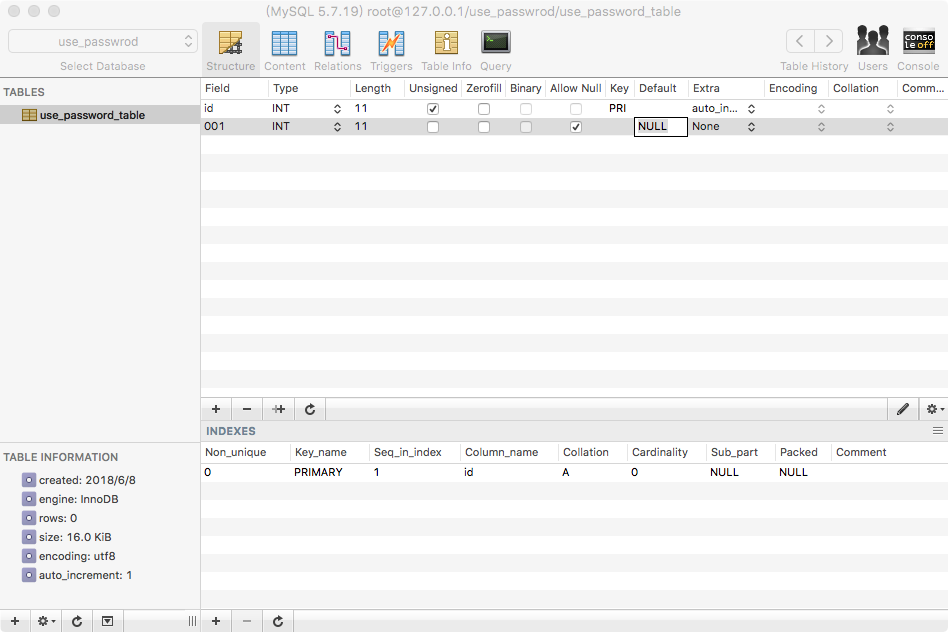 (MySQL 5.7.19) root@127.0.0.1/use_passwrod/use_password_table
use_passwrod
Select Database
Structure Content Relations Triggers Table Info Query
conso
le off
Table History Users Console
TABLES
use_password_table
Field Type Length Unsigned Zerofill Binary Allow Null Key Default Extra Encoding Collation Comm...
id INT 11 PRI auto_in...
001 INT 11 NULL None
INDEXES
Non_unique Key_name Seq_in_index Column_name Collation Cardinality Sub_part Packed Comment
0 PRIMARY 1 id A 0 NULL NULL
TABLE INFORMATION
created: 2018/6/8
engine: InnoDB
rows: 0
size: 16.0 KiB
encoding: utf8
auto_increment: 1